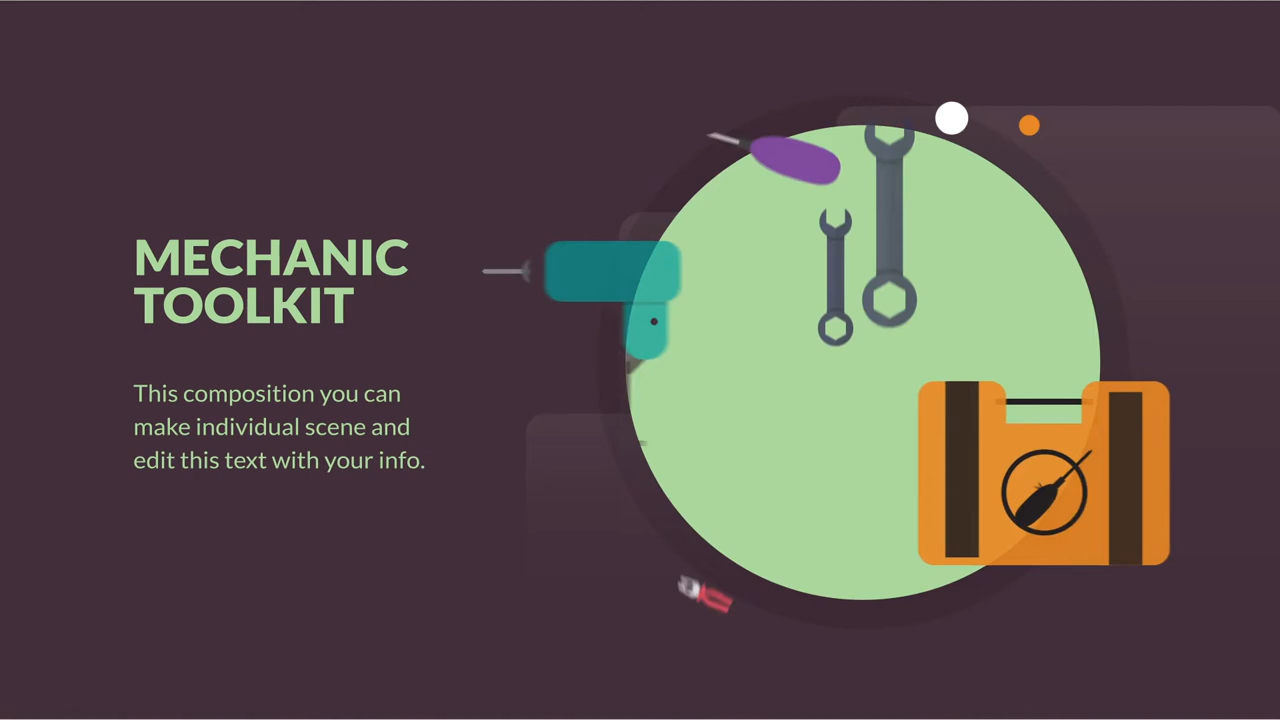 MECHANIC
TOOLKIT
This composition you can
make individual scene and
edit this text with your info.